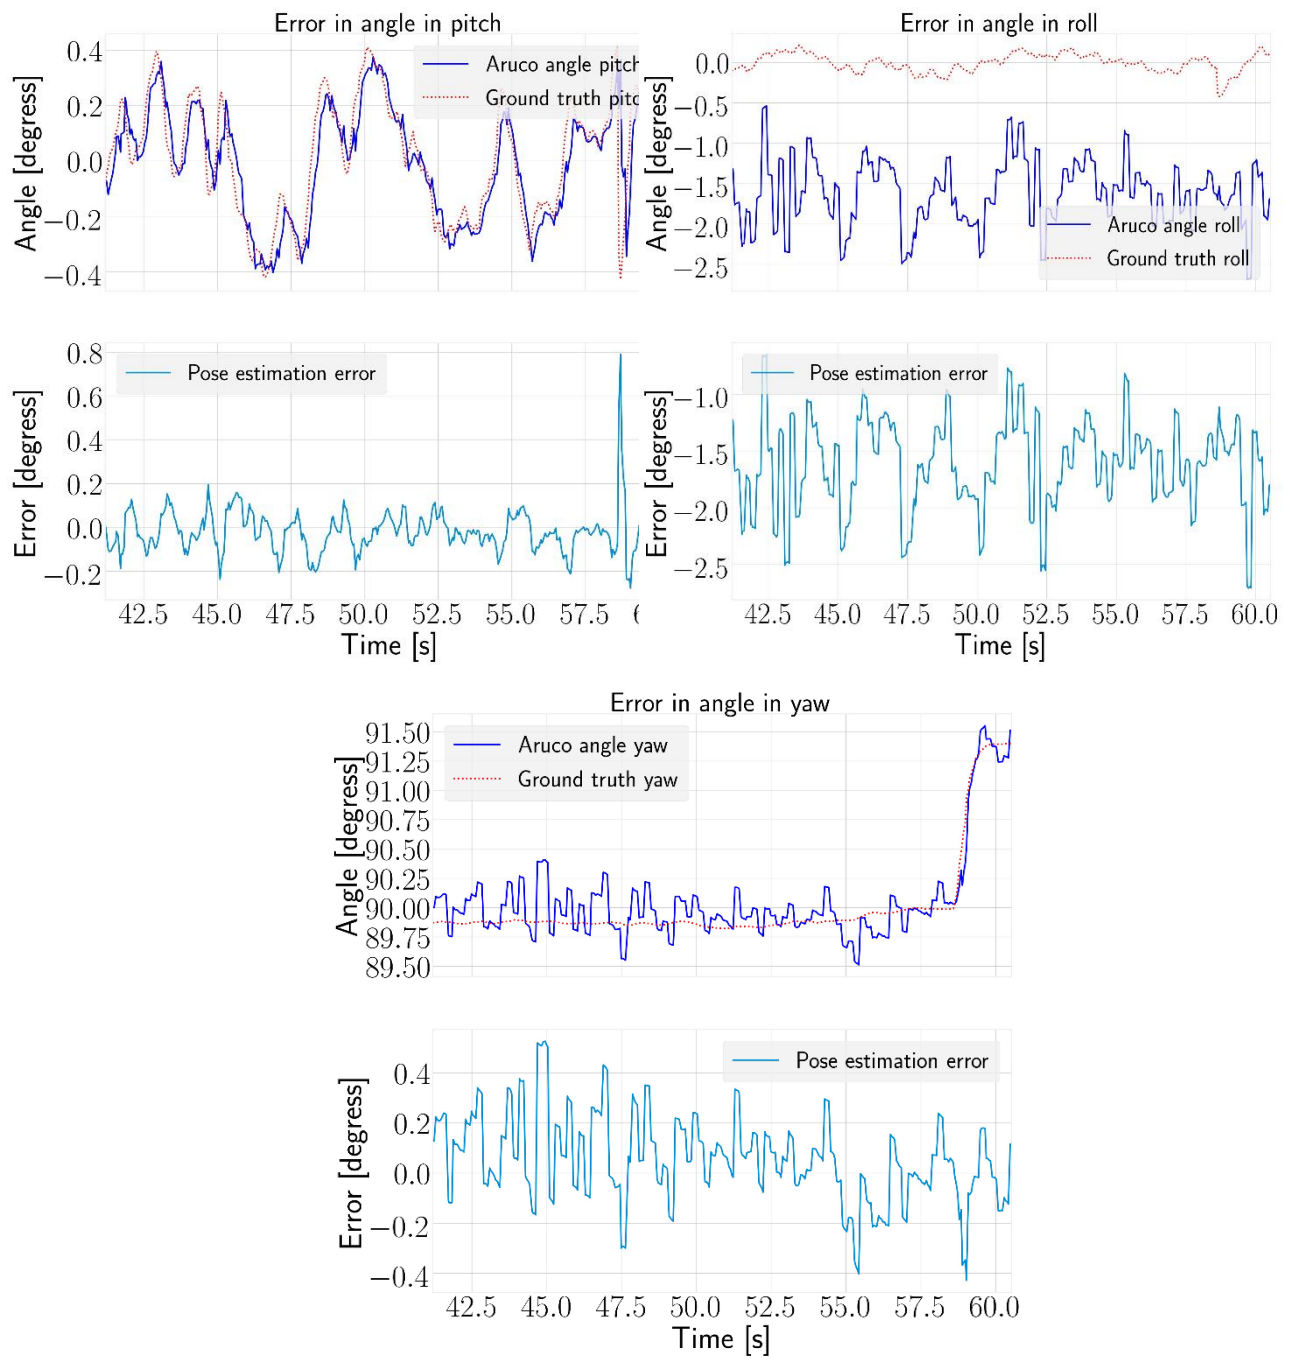 Error in angle in pitch
0.4
0.2
0.0
−0.2
−0.4
Angle [degress]
Aruco angle pitch
Ground truth pitc
0.8
0.6
0.4
0.2
0.0
−0.2
Error [degress]
Pose estimation error
42.5 45.0 47.5 50.0 52.5 55.0 57.5 6
Time [s]
Error in angle in roll
0.0
−0.5
−1.0
−1.5
−2.0
−2.5
Angle [degress]
Aruco angle roll
Ground truth roll
−1.0
−1.5
−2.0
−2.5
Error [degress]
Pose estimation error
42.5 45.0 47.5 50.0 52.5 55.0 57.5 60.0
Time [s]
Error in angle in yaw
91.50
91.25
91.00
90.75
90.50
90.25
90.00
89.75
89.50
Angle [degress]
Aruco angle yaw
Ground truth yaw
0.4
0.2
0.0
−0.2
−0.4
Error [degress]
Pose estimation error
42.5 45.0 47.5 50.0 52.5 55.0 57.5 60.0
Time [s]